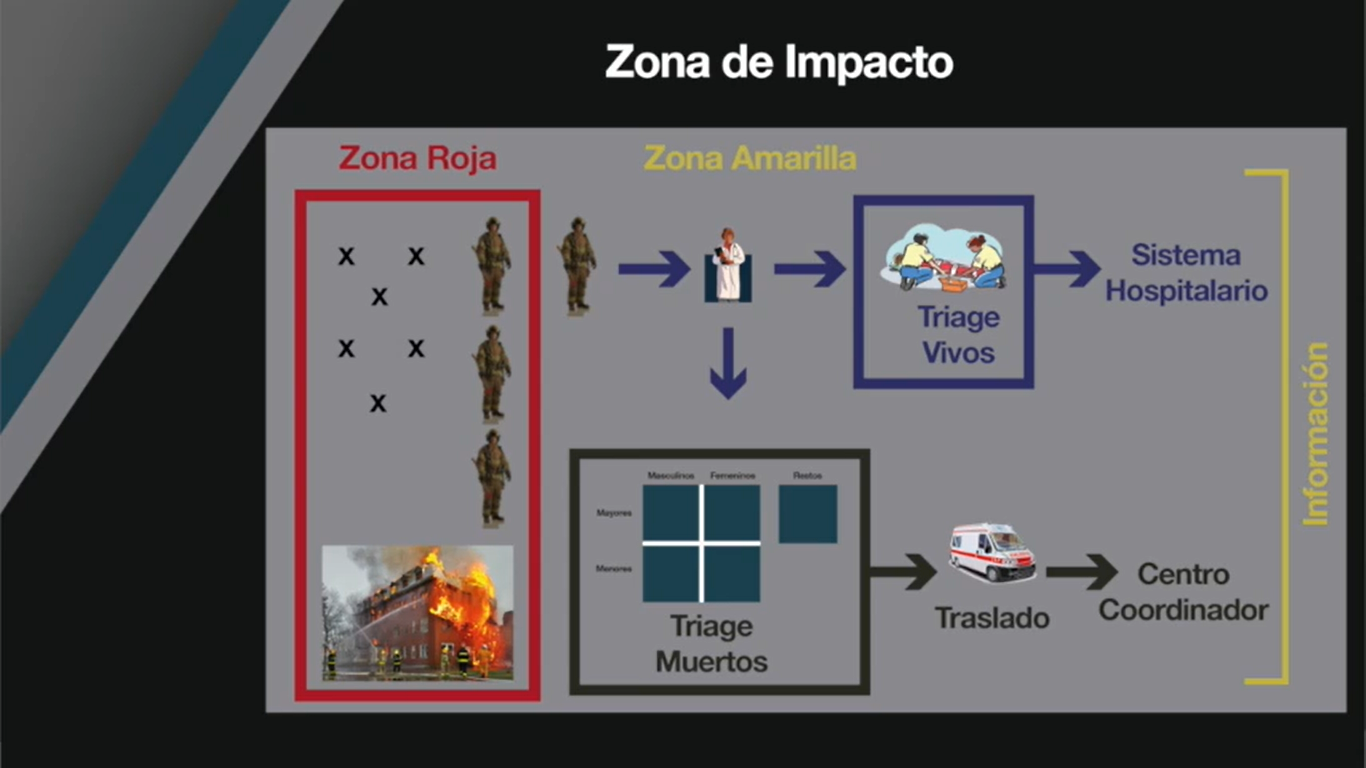 Zona de Impacto
Zona Roja
Zona Amarilla
x x
x
x x
x
Triage
Vivos
Sistema
Hospitalario
Información
Masculinos Femeninos Restos
Mayores
Menores
Triage
Muertos
Traslado
Centro
Coordinador